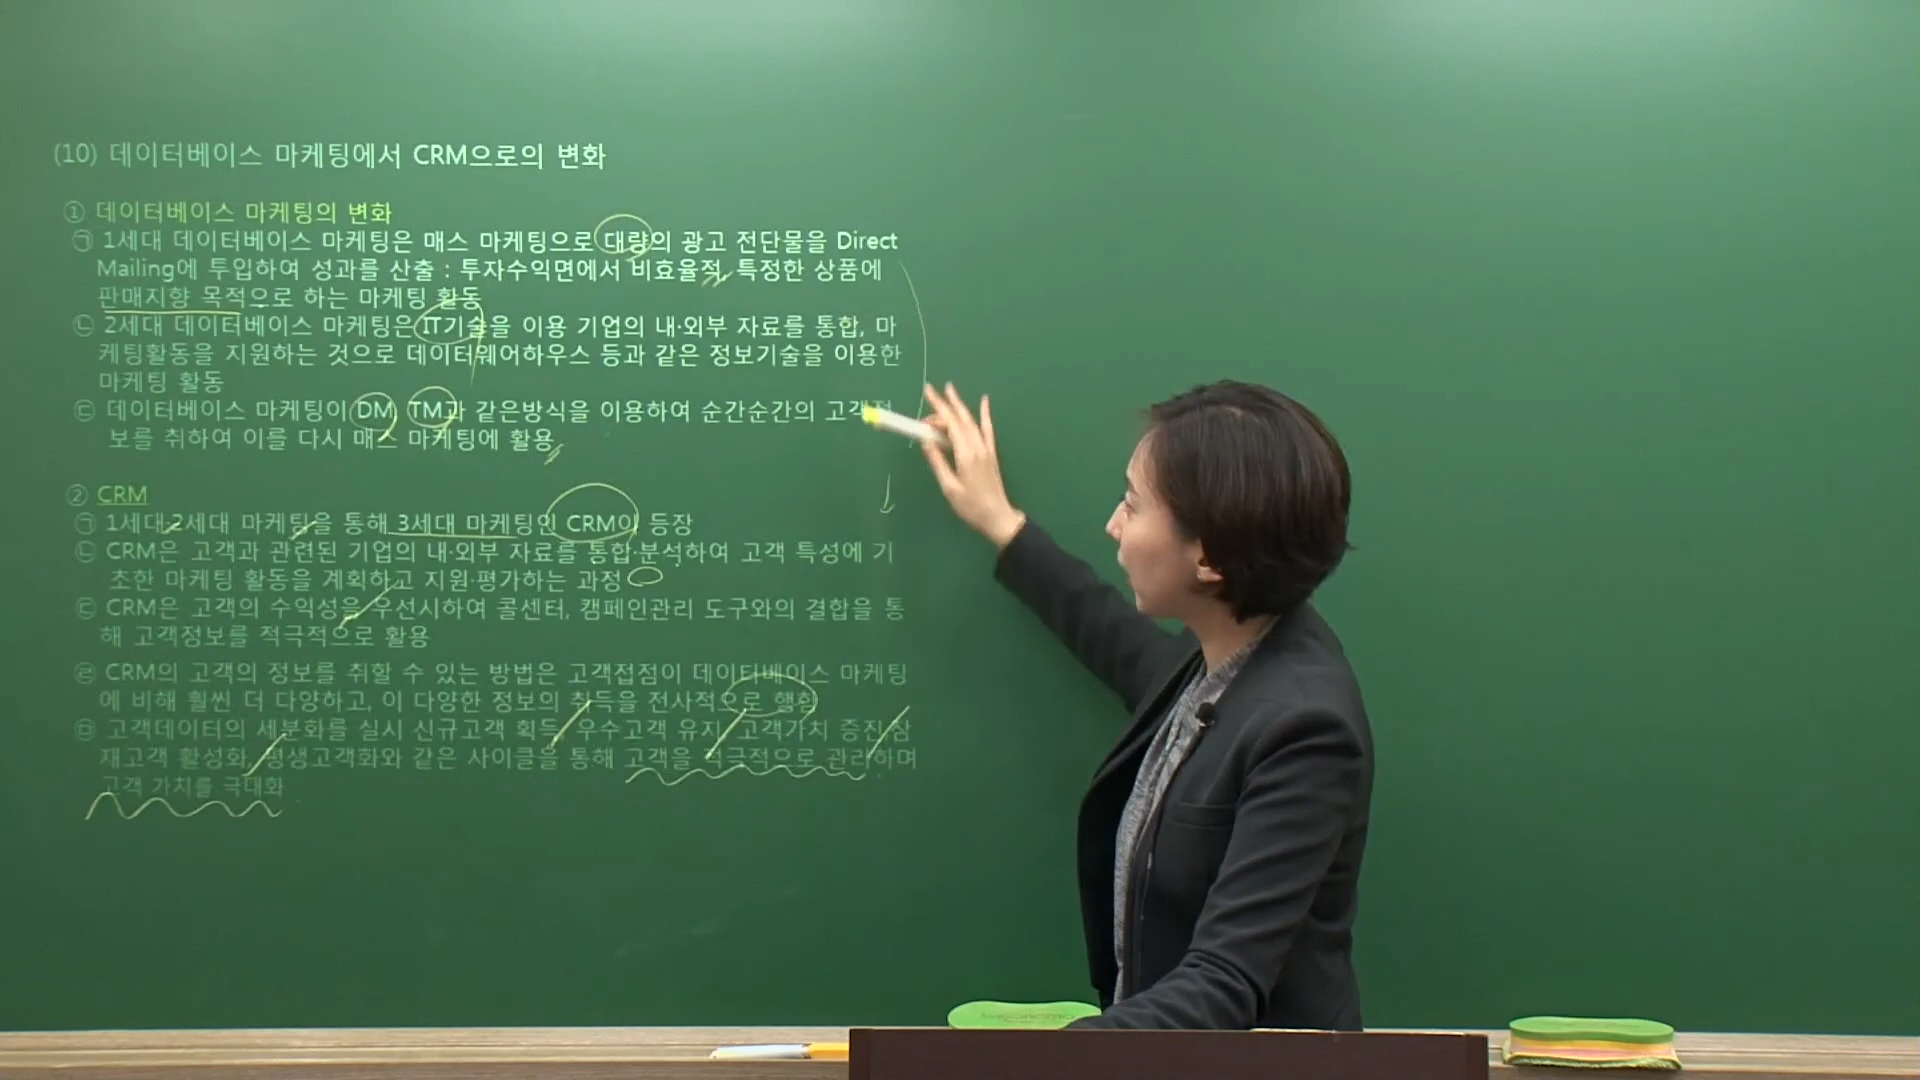 (10) 데이터베이스 마케팅에서 CRM으로의 변화
① 데이터베이스 마케팅의 변화
㉠ 1세대 데이터베이스 마케팅은 매스 마케팅으로 대량의 광고 전단물을 Direct
Mailing에 투입하여 성과를 산출 : 투자수익면에서 비효율적, 특정한 상품에
판매지향 목적으로 하는 마케팅 활동
㉡ 2세대 데이터베이스 마케팅은 IT기술을 이용 기업의 내·외부 자료를 통합, 마
케팅활동을 지원하는 것으로 데이터웨어하우스 등과 같은 정보기술을 이용한
마케팅 활동
㉢ 데이터베이스 마케팅이 DM, TM과 같은방식을 이용하여 순간순간의 고객정
보를 취하여 이를 다시 매스 마케팅에 활용
② CRM
㉠ 1세대·2세대 마케팅을 통해 3세대 마케팅인 CRM이 등장
㉡ CRM은 고객과 관련된 기업의 내·외부 자료를 통합·분석하여 고객 특성에 기
초한 마케팅 활동을 계획하고 지원·평가하는 과정
㉢ CRM은 고객의 수익성을 우선시하여 콜센터, 캠페인관리 도구와의 결합을 통
해 고객정보를 적극적으로 활용
㉣ CRM의 고객의 정보를 취할 수 있는 방법은 고객접점이 데이터베이스 마케팅
에 비해 훨씬 더 다양하고, 이 다양한 정보의 취득을 전사적으로 행함
㉤ 고객데이터의 세분화를 실시 신규고객 획득, 우수고객 유지, 고객가치 증진, 잠
재고객 활성화, 평생고객화와 같은 사이클을 통해 고객을 적극적으로 관리하며
고객 가치를 극대화